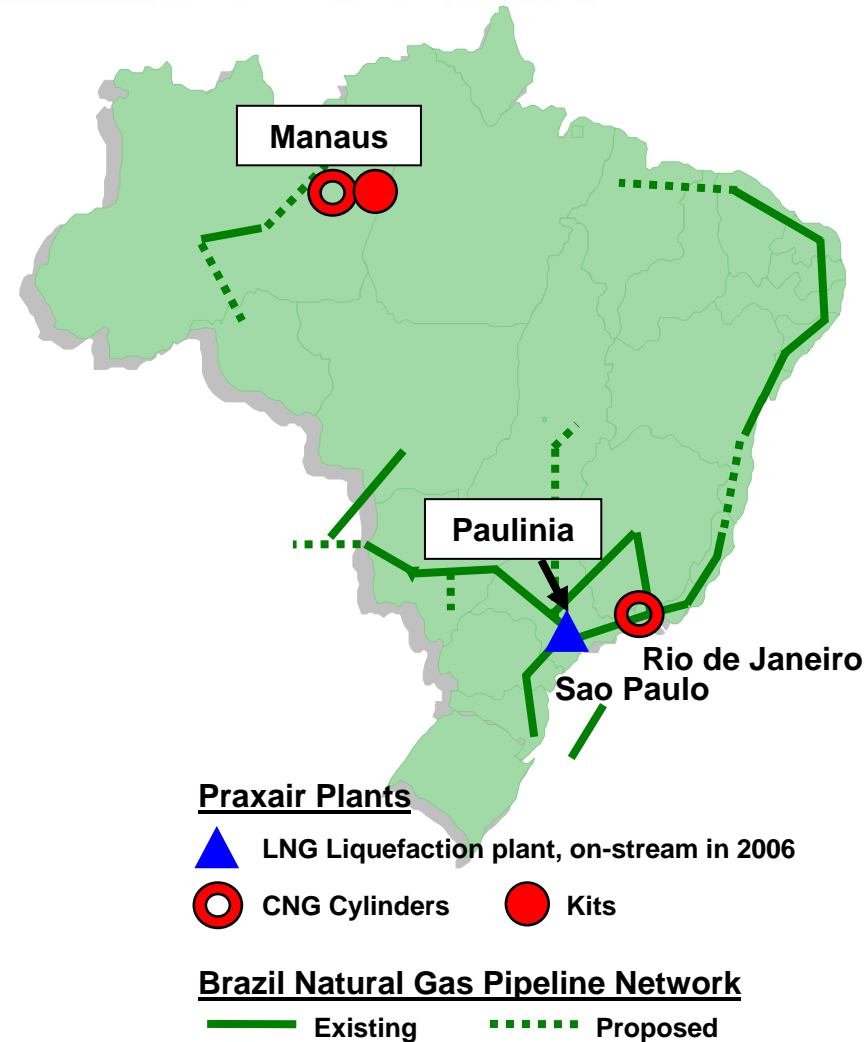 Manaus
Paulinia
Rio de Janeiro
Sao Paulo
Praxair Plants
LNG Liquefaction plant, on-stream in 2006
CNG Cylinders Kits
Brazil Natural Gas Pipeline Network
Existing Proposed